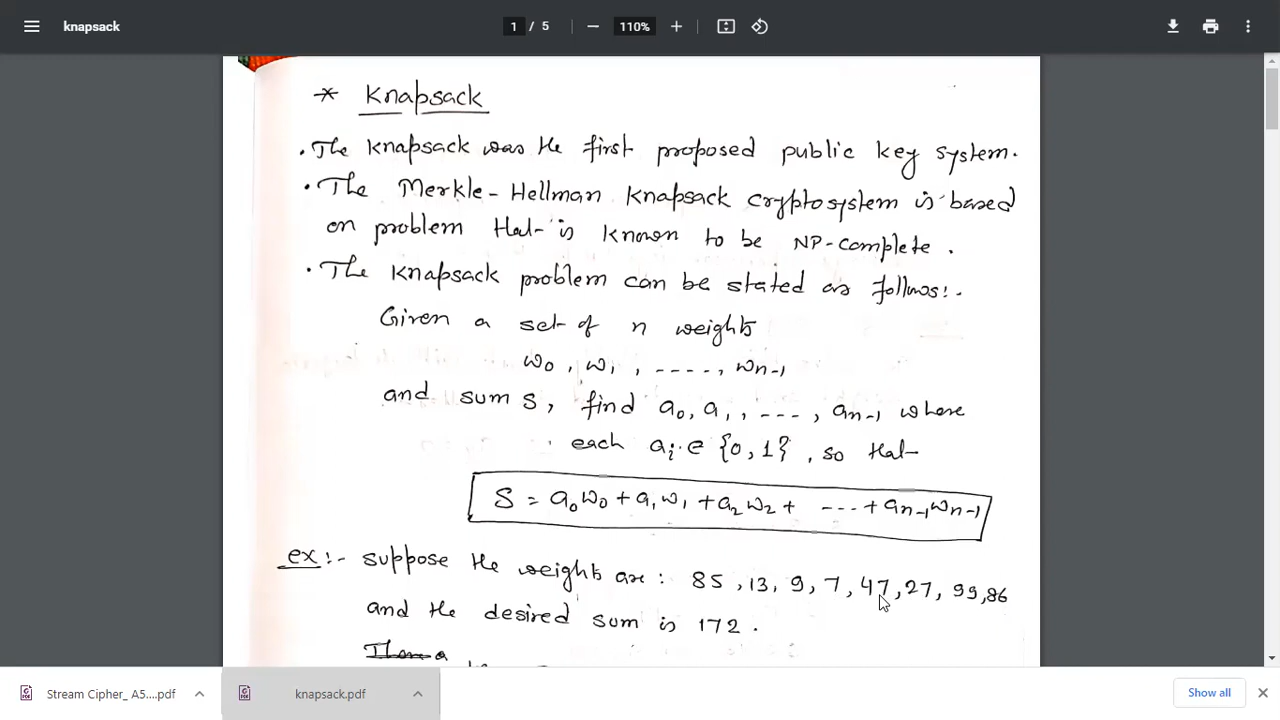 knapsack
1 / 5
110%
* Knapsack
. The Knapsack was the first proposed public key system.
. The Merkle-Hellman Knapsack cryptosystem is based
on problem that is known to be NP-complete.
. The Knapsack problem can be stated as follows:-
Given a set of n weights
w0, w1, ....., wn-1
and sum S, find a0, a1, ...., an-1 where
each ai ∈ {0,1}, so that
S = a0w0 + a1w1 + a2w2 + ... + an-1wn-1
ex:- Suppose the weights are: 85, 13, 9, 7, 47, 27, 99, 86
and the desired sum is 172.
Stream Cipher_ A5....pdf
knapsack.pdf
Show all